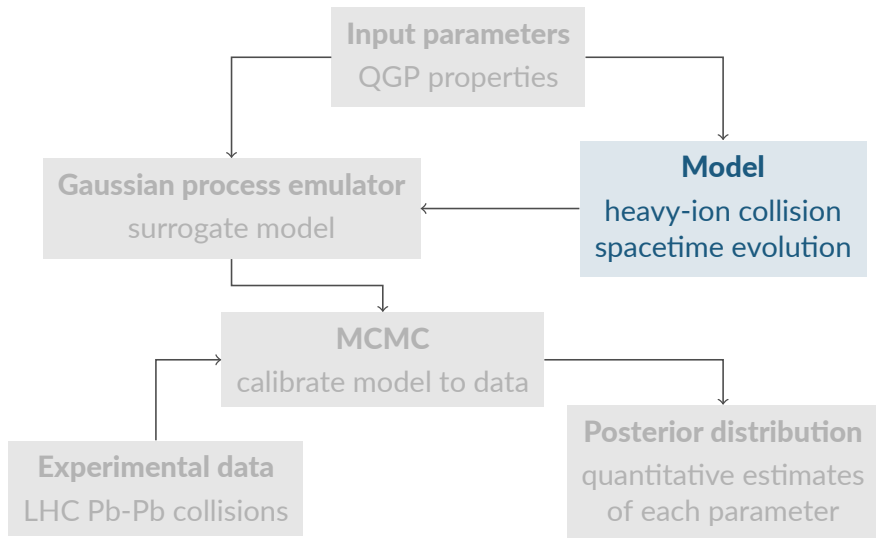 Input parameters
QGP properties
Gaussian process emulator
surrogate model
Model
heavy-ion collision
spacetime evolution
MCMC
calibrate model to data
Experimental data
LHC Pb-Pb collisions
Posterior distribution
quantitative estimates
of each parameter